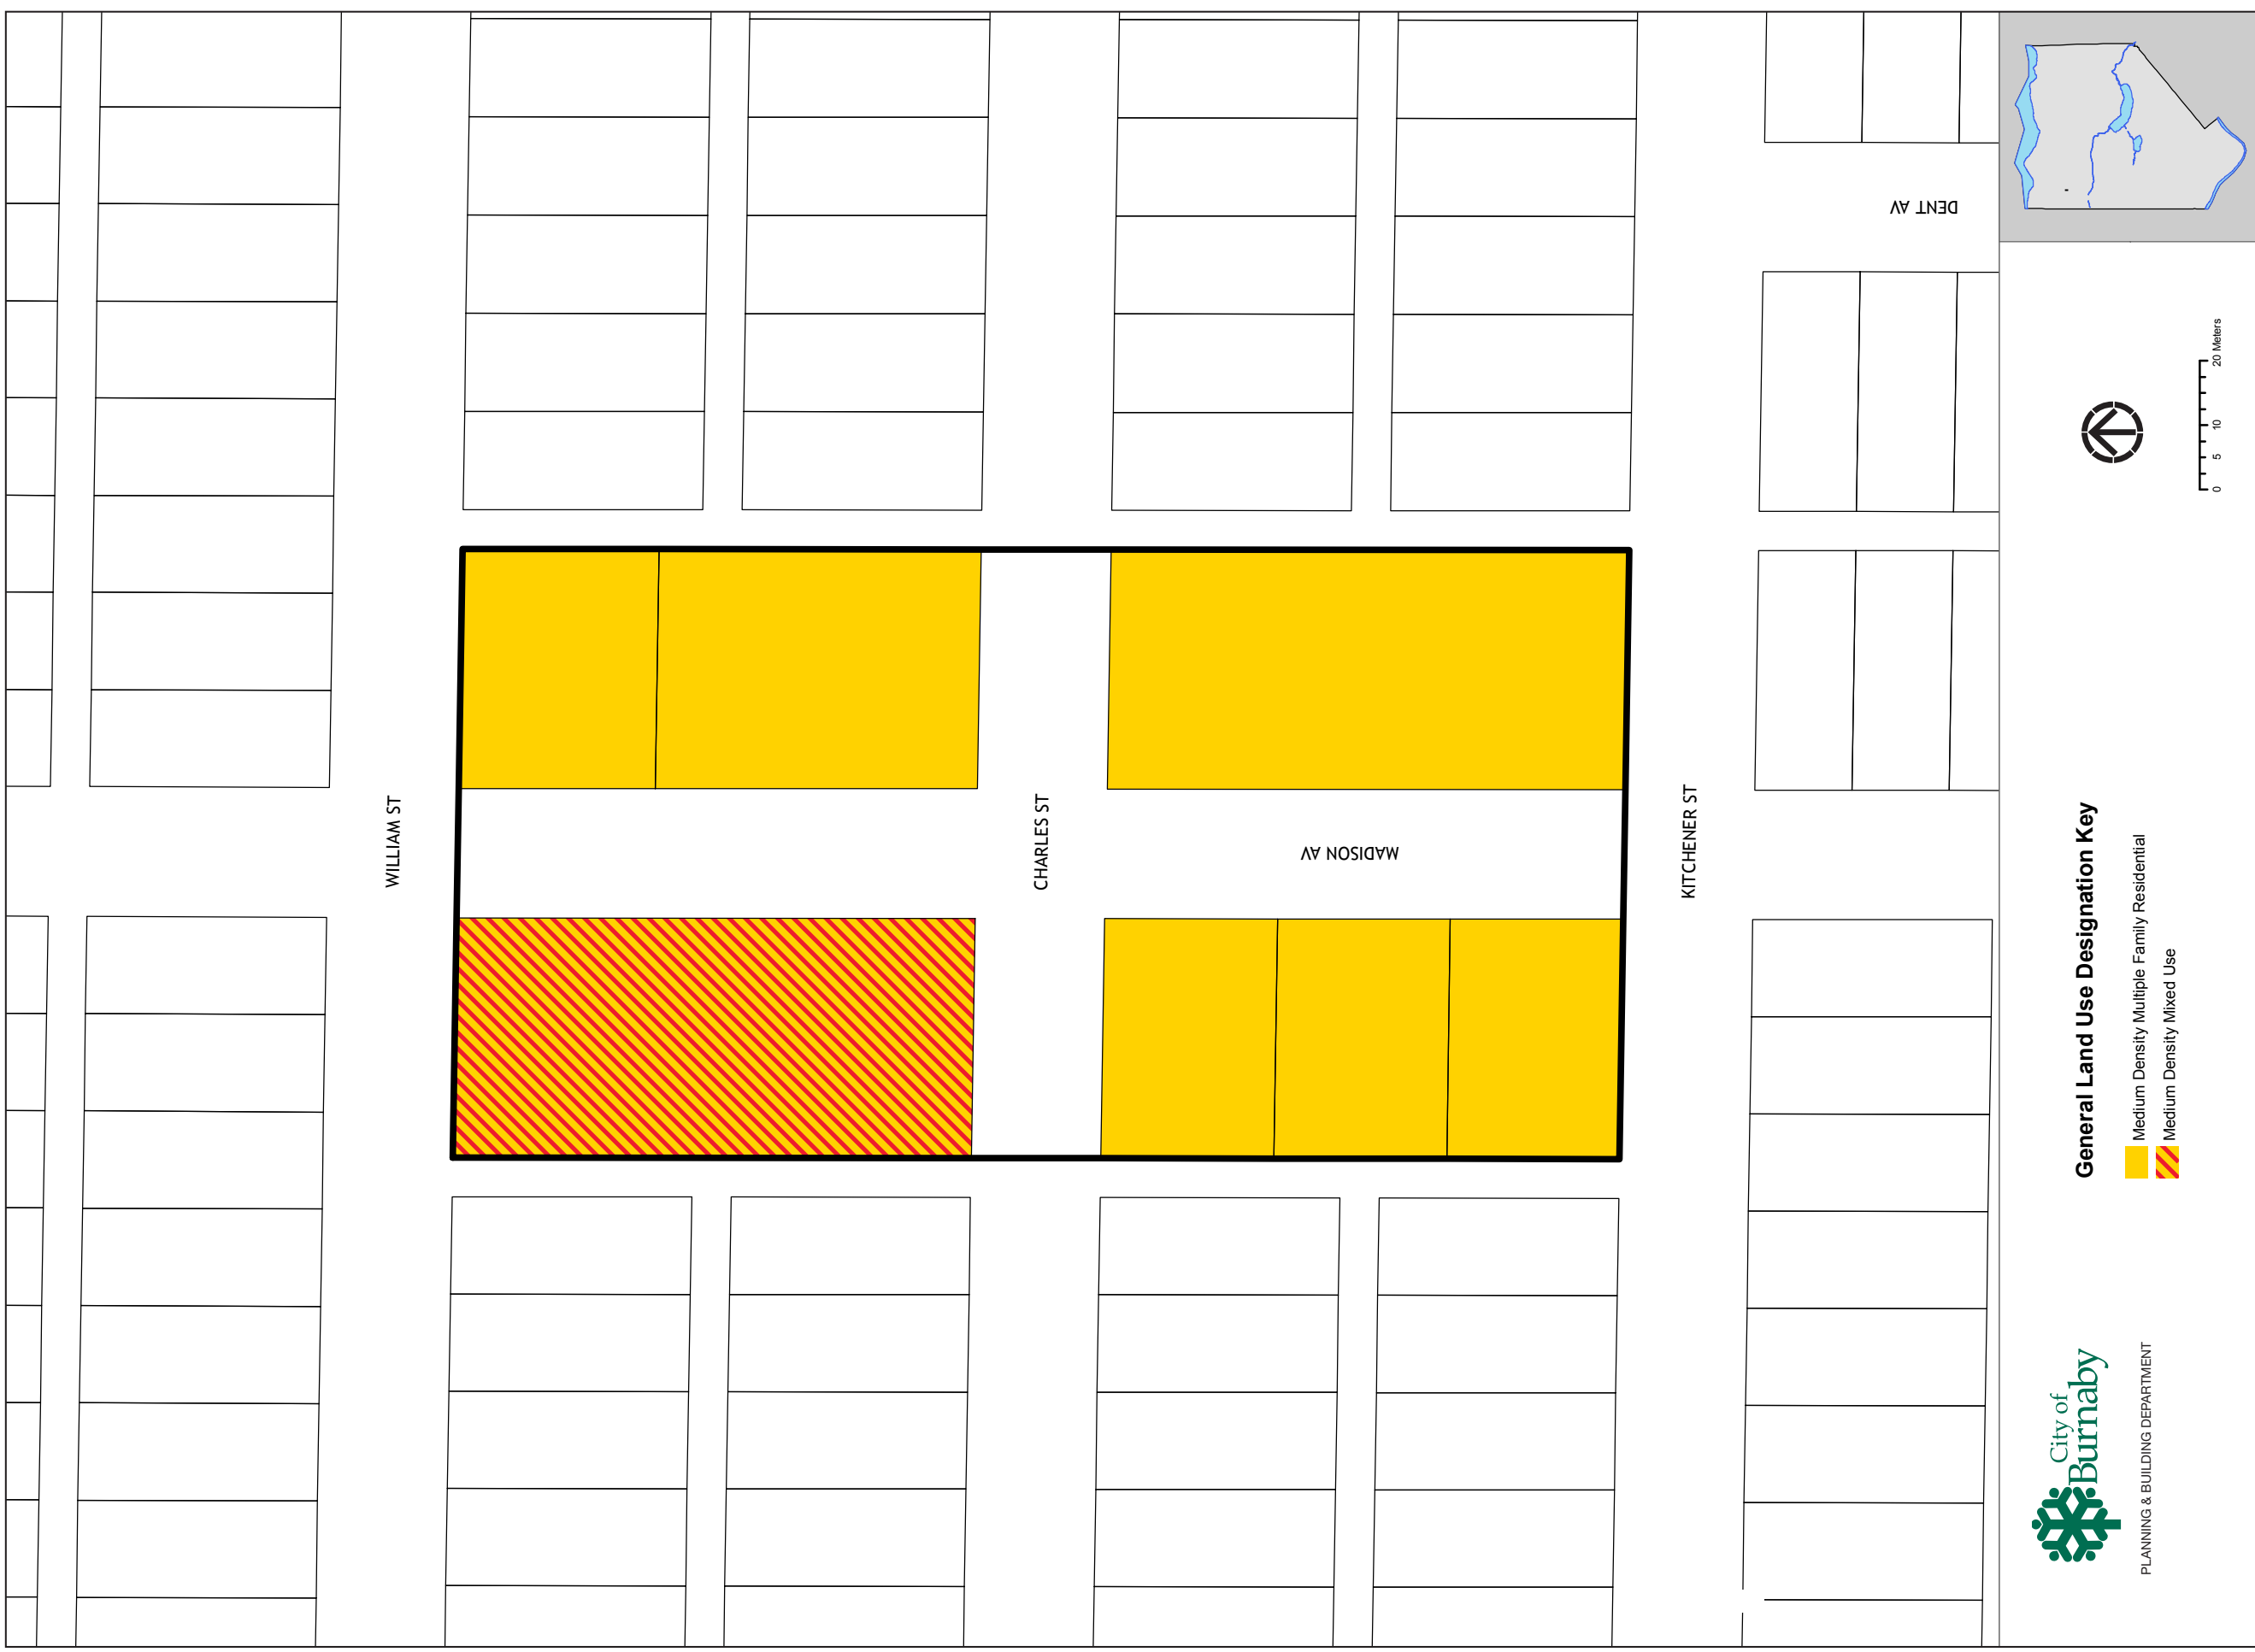 WILLIAM ST
CHARLES ST
MADISON AV
KITCHENER ST
DENT AV
City of
Burnaby
PLANNING & BUILDING DEPARTMENT
General Land Use Designation Key
Medium Density Multiple Family Residential
Medium Density Mixed Use
0 5 10 20 Meters